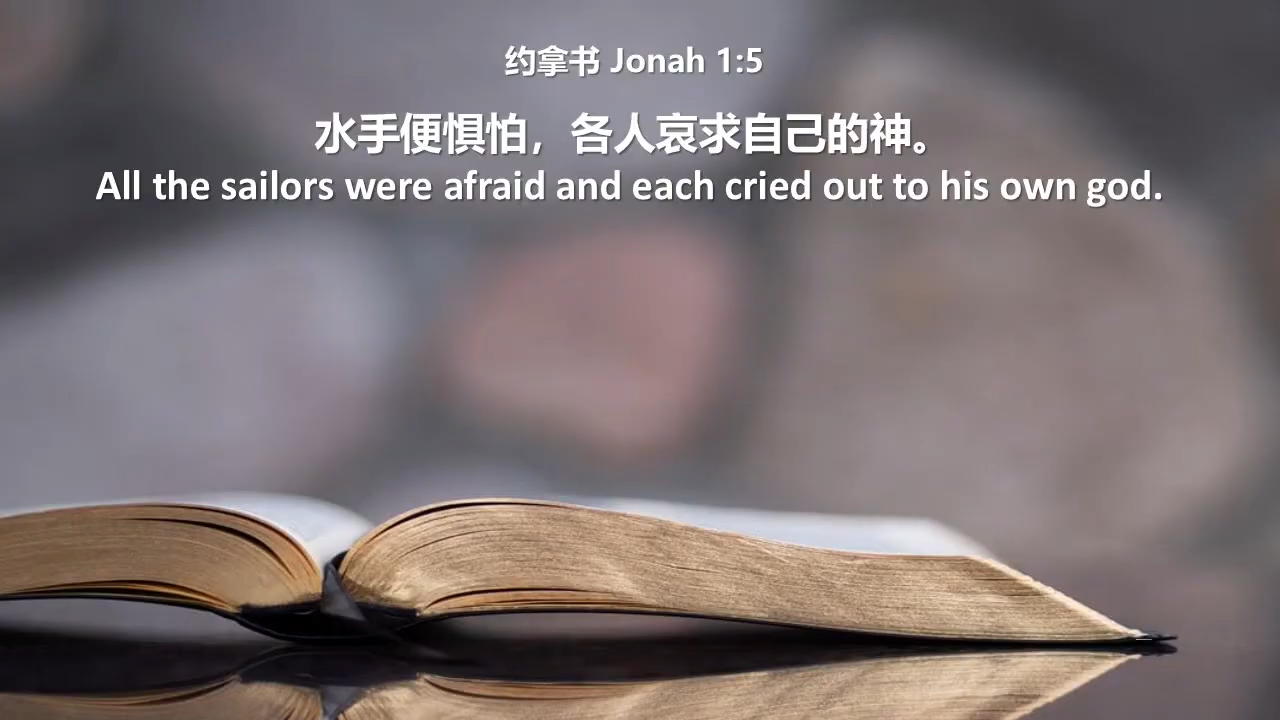 约拿书 Jonah 1:5
水手便惧怕，各人哀求自己的神。
All the sailors were afraid and each cried out to his own god.